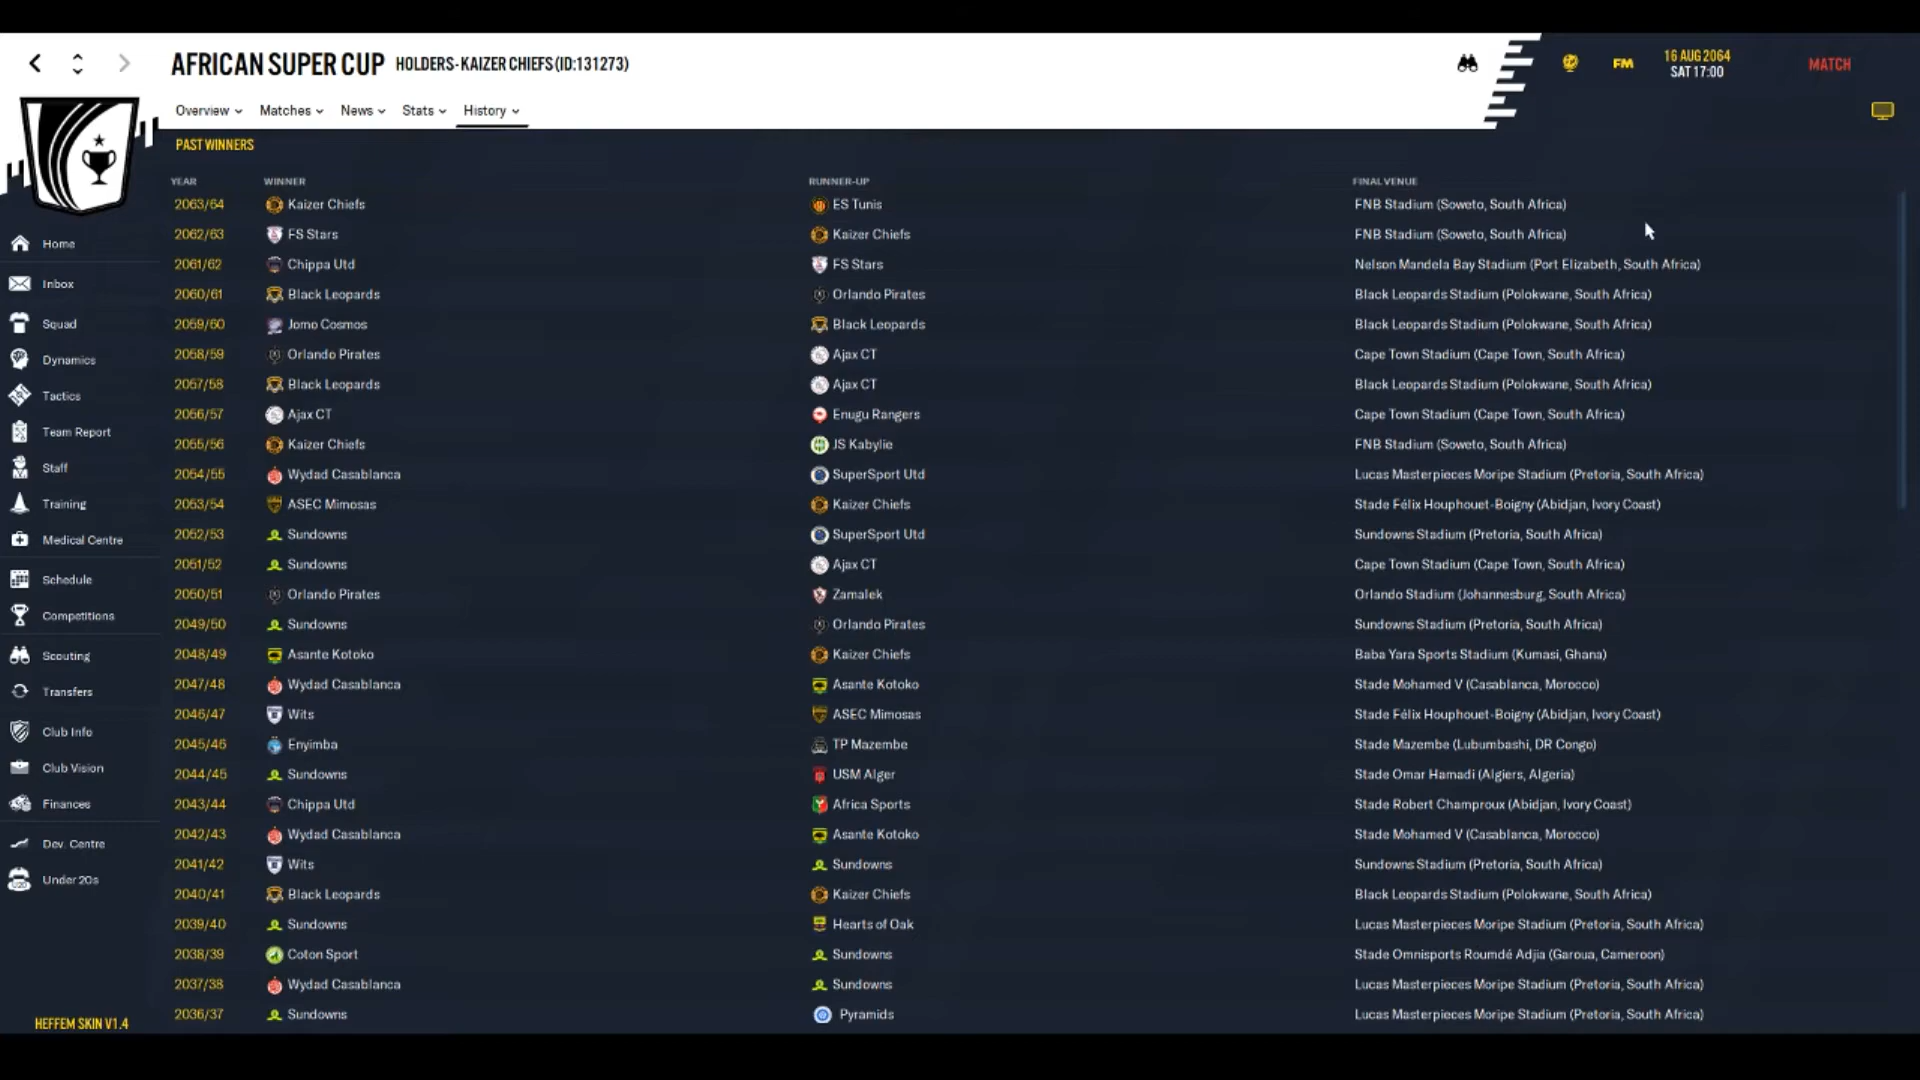 AFRICAN SUPER CUP HOLDERS - KAIZER CHIEFS (ID:131273)
FM
16 AUG 2064
SAT 17:00
MATCH
Overview Matches News Stats History
PAST WINNERS
YEAR WINNER RUNNER-UP FINAL VENUE
2063/64 Kaizer Chiefs ES Tunis FNB Stadium (Soweto, South Africa)
2062/63 FS Stars Kaizer Chiefs FNB Stadium (Soweto, South Africa)
2061/62 Chippa Utd FS Stars Nelson Mandela Bay Stadium (Port Elizabeth, South Africa)
2060/61 Black Leopards Orlando Pirates Black Leopards Stadium (Polokwane, South Africa)
2059/60 Jomo Cosmos Black Leopards Black Leopards Stadium (Polokwane, South Africa)
2058/59 Orlando Pirates Ajax CT Cape Town Stadium (Cape Town, South Africa)
2057/58 Black Leopards Ajax CT Black Leopards Stadium (Polokwane, South Africa)
2056/57 Ajax CT Enugu Rangers Cape Town Stadium (Cape Town, South Africa)
2055/56 Kaizer Chiefs JS Kabylie FNB Stadium (Soweto, South Africa)
2054/55 Wydad Casablanca SuperSport Utd Lucas Masterpieces Moripe Stadium (Pretoria, South Africa)
2053/54 ASEC Mimosas Kaizer Chiefs Stade Félix Houphouet-Boigny (Abidjan, Ivory Coast)
2052/53 Sundowns SuperSport Utd Sundowns Stadium (Pretoria, South Africa)
2051/52 Sundowns Ajax CT Cape Town Stadium (Cape Town, South Africa)
2050/51 Orlando Pirates Zamalek Orlando Stadium (Johannesburg, South Africa)
2049/50 Sundowns Orlando Pirates Sundowns Stadium (Pretoria, South Africa)
2048/49 Asante Kotoko Kaizer Chiefs Baba Yara Sports Stadium (Kumasi, Ghana)
2047/48 Wydad Casablanca Asante Kotoko Stade Mohamed V (Casablanca, Morocco)
2046/47 Wits ASEC Mimosas Stade Félix Houphouet-Boigny (Abidjan, Ivory Coast)
2045/46 Enyimba TP Mazembe Stade Mazembe (Lubumbashi, DR Congo)
2044/45 Sundowns USM Alger Stade Omar Hamadi (Algiers, Algeria)
2043/44 Chippa Utd Africa Sports Stade Robert Champroux (Abidjan, Ivory Coast)
2042/43 Wydad Casablanca Asante Kotoko Stade Mohamed V (Casablanca, Morocco)
2041/42 Wits Sundowns Sundowns Stadium (Pretoria, South Africa)
2040/41 Black Leopards Kaizer Chiefs Black Leopards Stadium (Polokwane, South Africa)
2039/40 Sundowns Hearts of Oak Lucas Masterpieces Moripe Stadium (Pretoria, South Africa)
2038/39 Coton Sport Sundowns Stade Omnisports Roumdé Adjia (Garoua, Cameroon)
2037/38 Wydad Casablanca Sundowns Lucas Masterpieces Moripe Stadium (Pretoria, South Africa)
2036/37 Sundowns Pyramids Lucas Masterpieces Moripe Stadium (Pretoria, South Africa)
Home
Inbox
Squad
Dynamics
Tactics
Team Report
Staff
Training
Medical Centre
Schedule
Competitions
Scouting
Transfers
Club Info
Club Vision
Finances
Dev. Centre
U20 Under 20s
HEFFEM SKIN V1.4